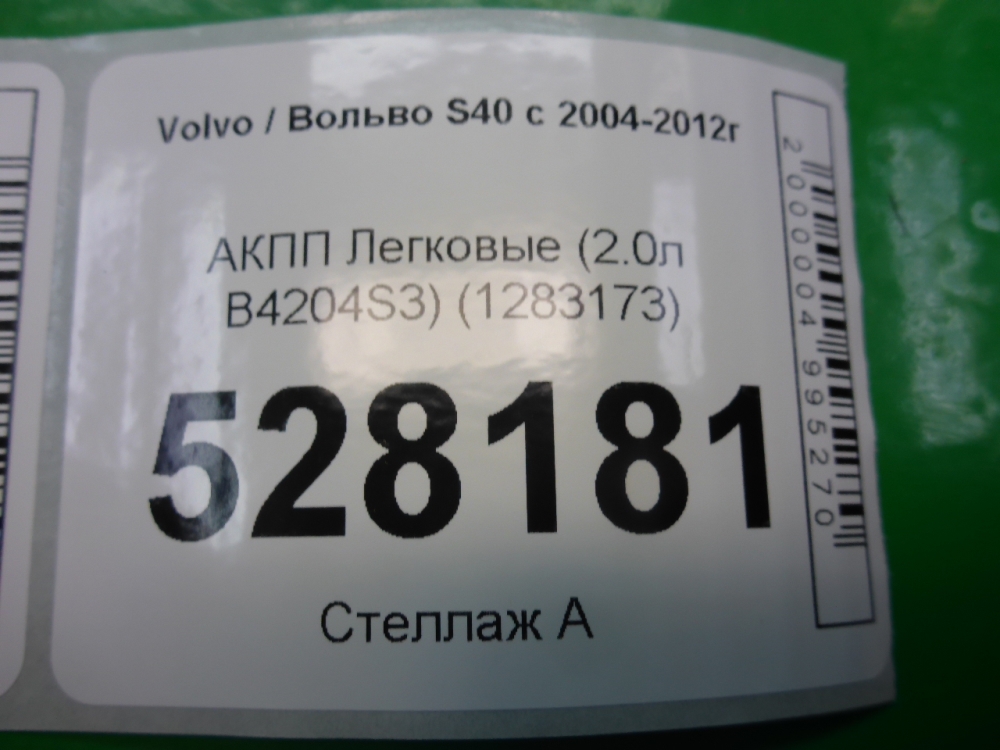 Volvo / Вольво S40 с 2004-2012г
АКПП Легковые (2.0л
B4204S3) (1283173)
528181
Стеллаж А
2000004995270